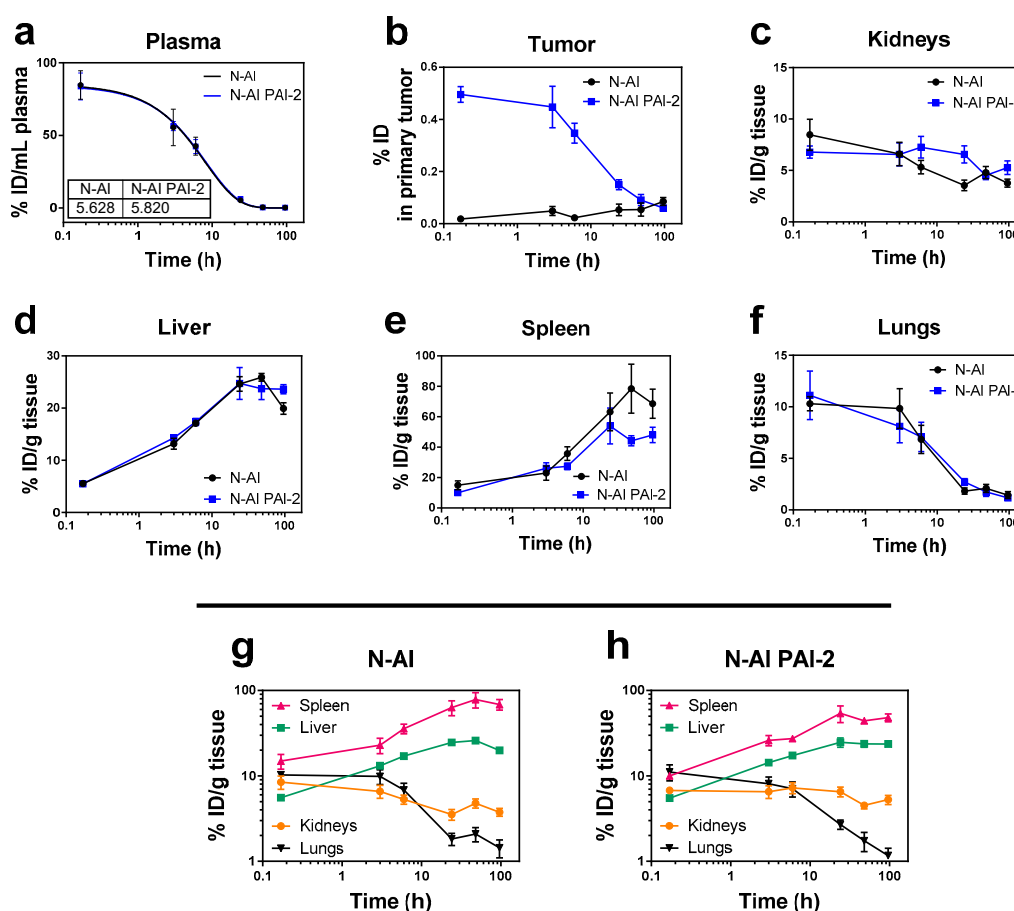 a
Plasma
% ID/mL plasma
100
50
0
N-AI
N-AI PAI-2
N-AI N-AI PAI-2
5.628 5.820
0.1 1 10 100
Time (h)
b
Tumor
% ID
in primary tumor
0.6
0.4
0.2
0.0
N-AI
N-AI PAI-2
0.1 1 10 100
Time (h)
c
Kidneys
% ID/g tissue
15
10
5
0
N-AI
N-AI PAI-
0.1 1 10 100
Time (h)
d
Liver
% ID/g tissue
30
20
10
0
N-AI
N-AI PAI-2
0.1 1 10 100
Time (h)
e
Spleen
% ID/g tissue
100
80
60
40
20
0
N-AI
N-AI PAI-2
0.1 1 10 100
Time (h)
f
Lungs
% ID/g tissue
15
10
5
0
N-AI
N-AI PAI-
0.1 1 10 100
Time (h)
g
N-AI
% ID/g tissue
100
10
1
Spleen
Liver
Kidneys
Lungs
0.1 1 10 100
Time (h)
h
N-AI PAI-2
% ID/g tissue
100
10
1
Spleen
Liver
Kidneys
Lungs
0.1 1 10 100
Time (h)